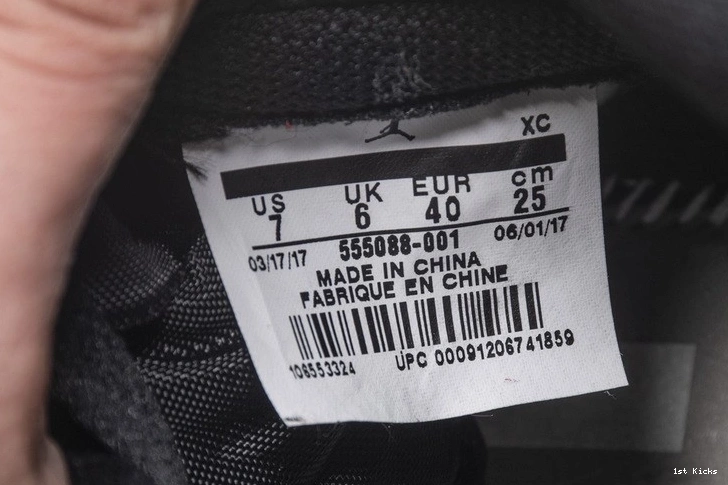 XC
US UK EUR cm
7 6 40 25
03/17/17 555088-001 06/01/17
MADE IN CHINA
FABRIQUE EN CHINE
106553324 UPC 00091206741859
1st Kicks